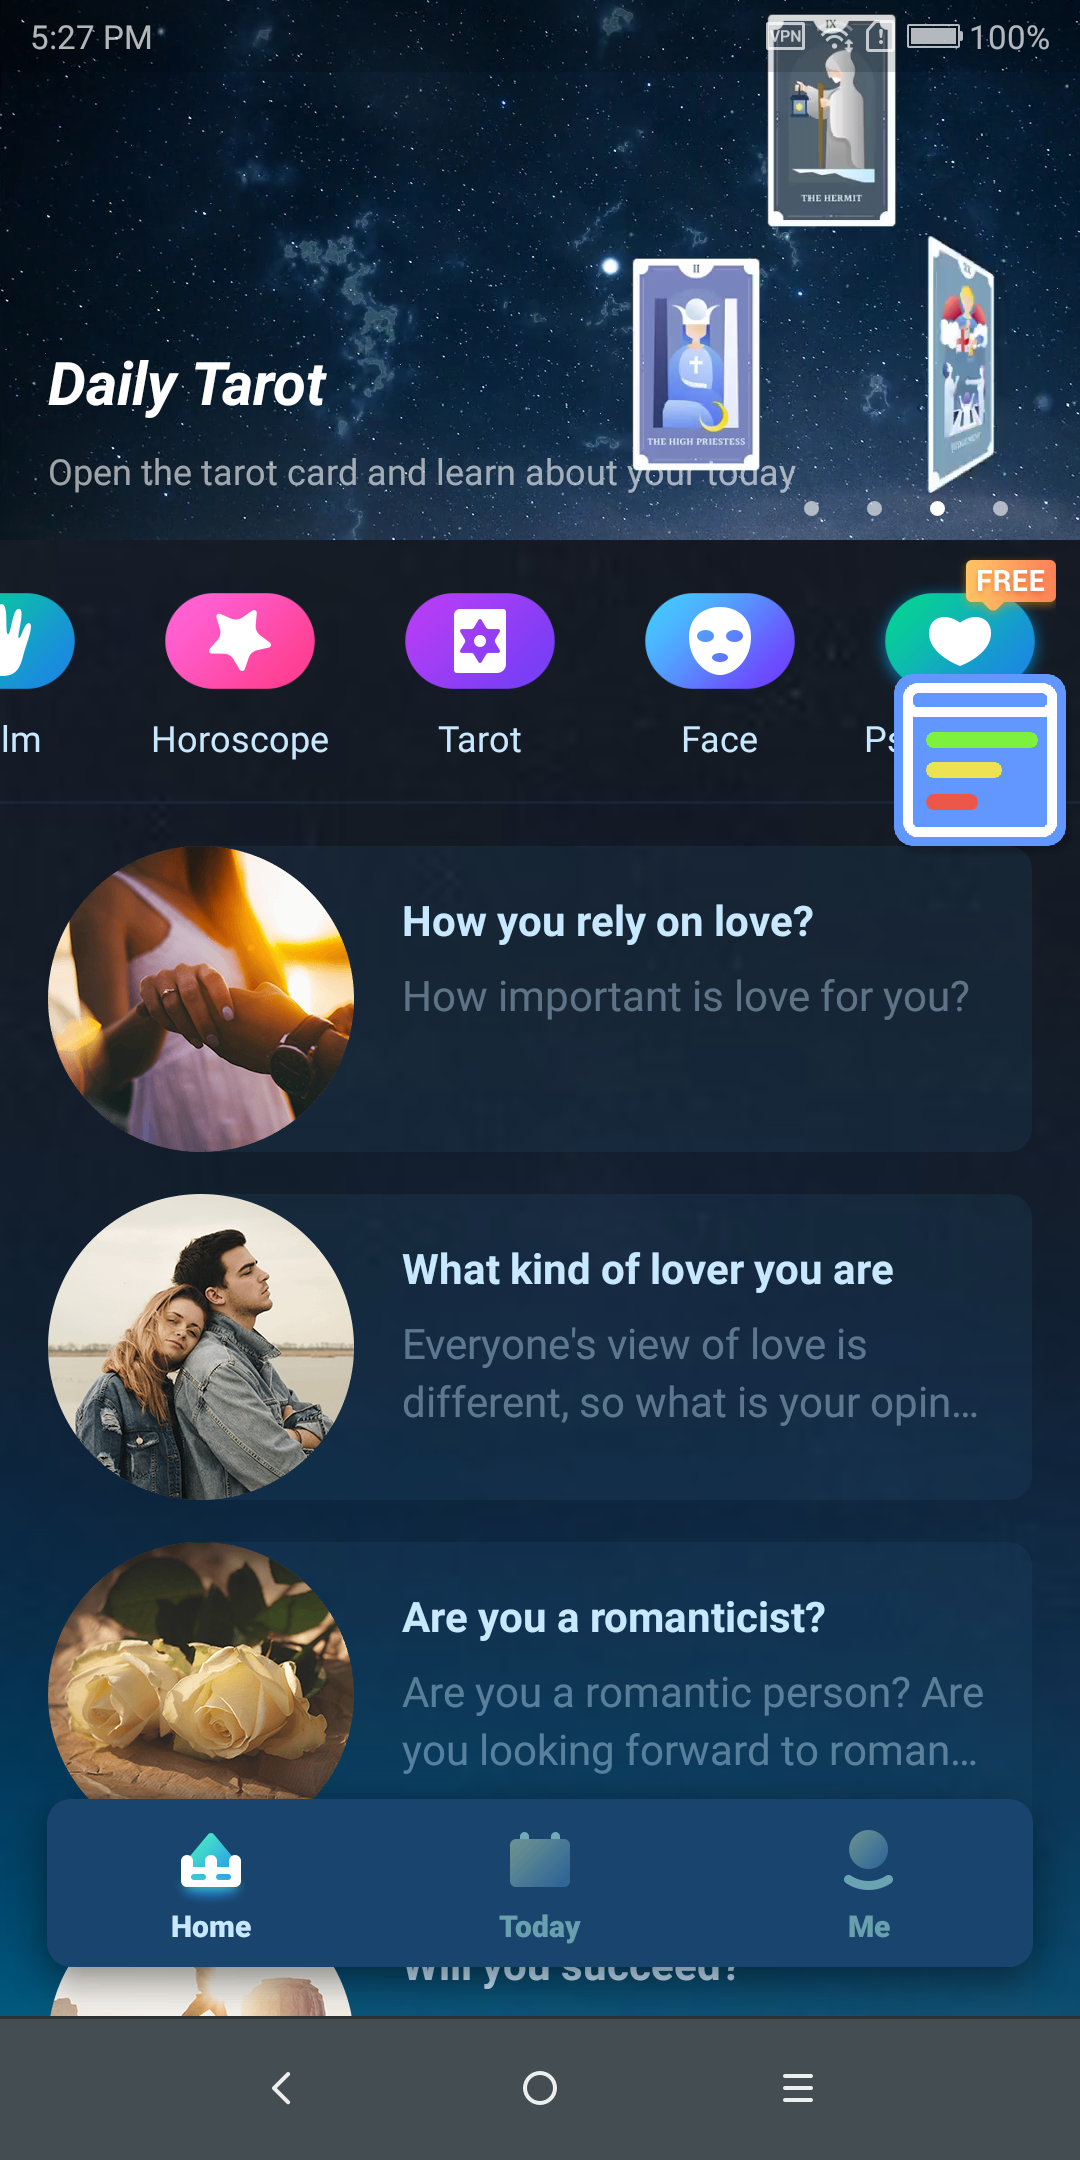 5:27 PM
VPN
100%
IX
THE HERMIT
II
THE HIGH PRIESTESS
XX
JUDGEMENT
Daily Tarot
Open the tarot card and learn about your today
FREE
lm
Horoscope
Tarot
Face
Ps
How you rely on love?
How important is love for you?
What kind of lover you are
Everyone's view of love is
different, so what is your opin...
Are you a romanticist?
Are you a romantic person? Are
you looking forward to roman...
Home
Today
Me
Will you succeed?